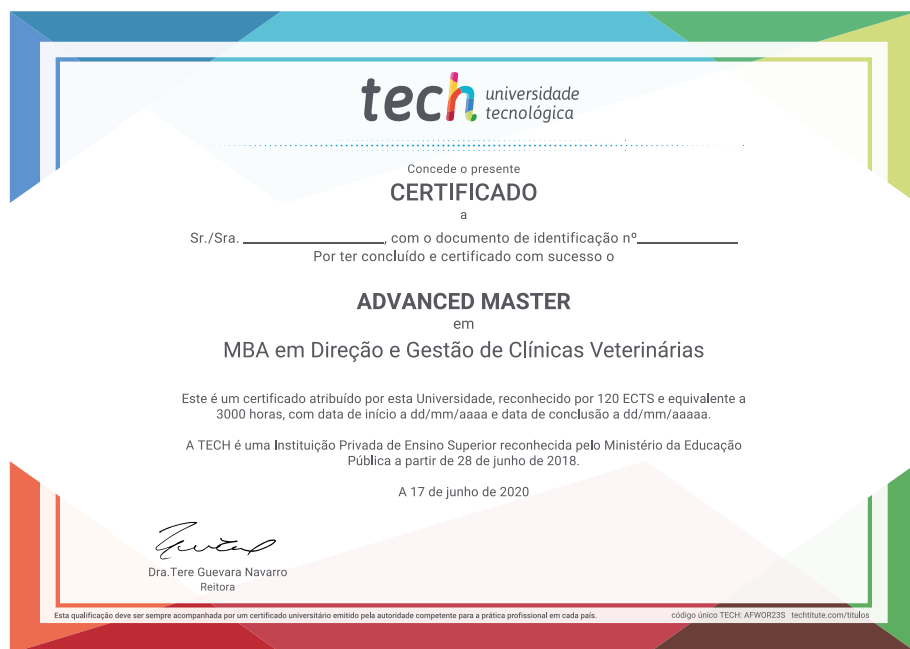 tech universidade
tecnológica
Concede o presente
CERTIFICADO
a
Sr./Sra. ________________, com o documento de identificação nº____________
Por ter concluído e certificado com sucesso o
ADVANCED MASTER
em
MBA em Direção e Gestão de Clínicas Veterinárias
Este é um certificado atribuído por esta Universidade, reconhecido por 120 ECTS e equivalente a
3000 horas, com data de início a dd/mm/aaaa e data de conclusão a dd/mm/aaaaa.
A TECH é uma Instituição Privada de Ensino Superior reconhecida pelo Ministério da Educação
Pública a partir de 28 de junho de 2018.
A 17 de junho de 2020
Dra.Tere Guevara Navarro
Reitora
Esta qualificação deve ser sempre acompanhada por um certificado universitário emitido pela autoridade competente para a prática profissional em cada país.
código único TECH: AFWOR23S techtitute.com/títulos